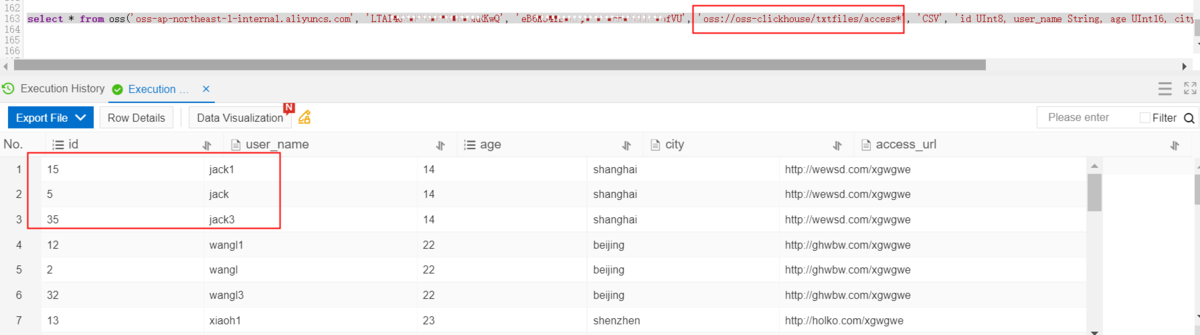 162
163 select * from oss('oss-ap-northeast-1-internal.aliyuncs.com', 'LTAI KwQ', 'eB6 fVU', 'oss://oss-clickhouse/txtfiles/access*', 'CSV', 'id UInt8, user_name String, age UInt16, city
164
165
166
Execution History Execution ... ×
Export File Row Details Data Visualization N Please enter Filter
No. id user_name age city access_url
1 15 jack1 14 shanghai http://wewsd.com/xgwgwe
2 5 jack 14 shanghai http://wewsd.com/xgwgwe
3 35 jack3 14 shanghai http://wewsd.com/xgwgwe
4 12 wangl1 22 beijing http://ghwbw.com/xgwgwe
5 2 wangl 22 beijing http://ghwbw.com/xgwgwe
6 32 wangl3 22 beijing http://ghwbw.com/xgwgwe
7 13 xiaoh1 23 shenzhen http://holko.com/xgwgwe